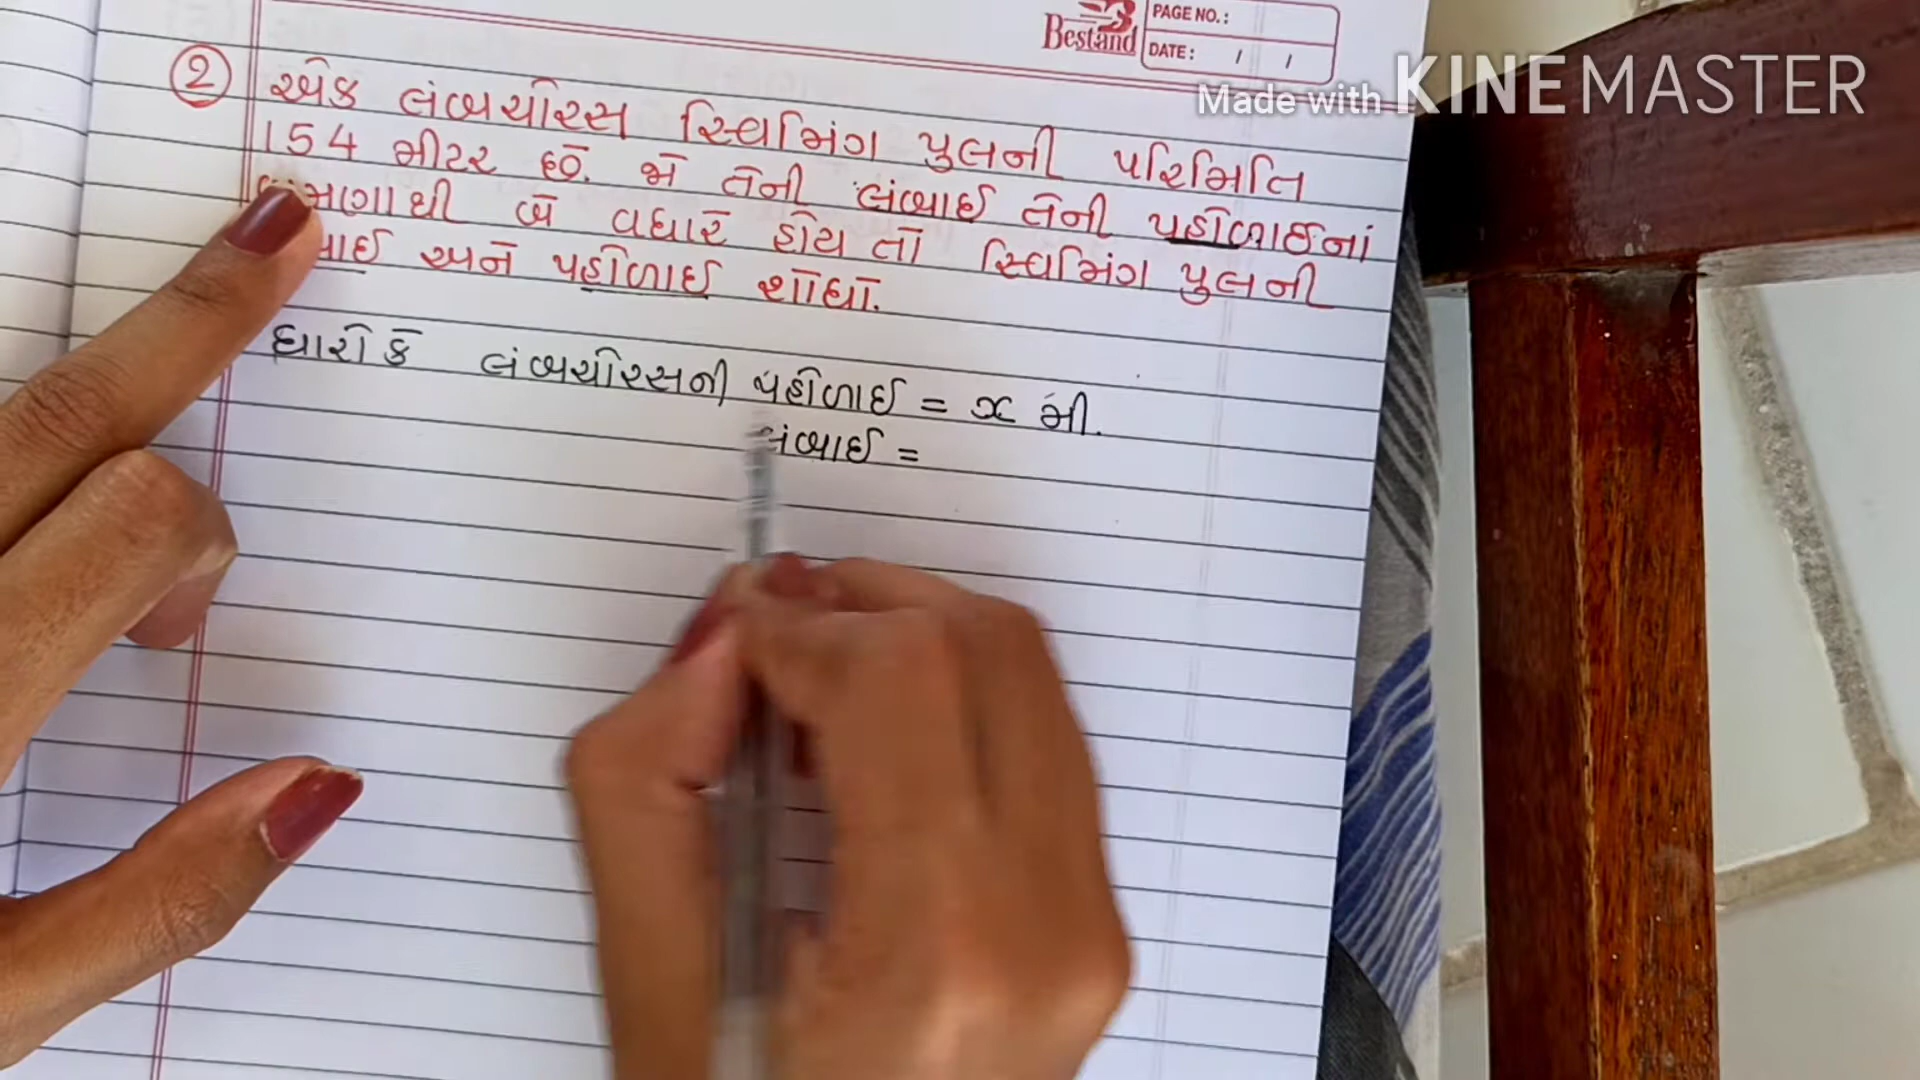 Bestand
PAGE NO. :
DATE: / /
Made with KINEMASTER
2 એક લંબચોરસ સ્વિમિંગ પુલની પરિમિતિ
154 મીટર છે. જો તેની લંબાઈ તેની પહોળાઈનાં
બમણાથી બે વધારે હોય તો સ્વિમિંગ પુલની
અને પહોળાઈ શોધો.
ધારો કે લંબચોરસની પહોળાઈ = x મી.
લંબાઈ =